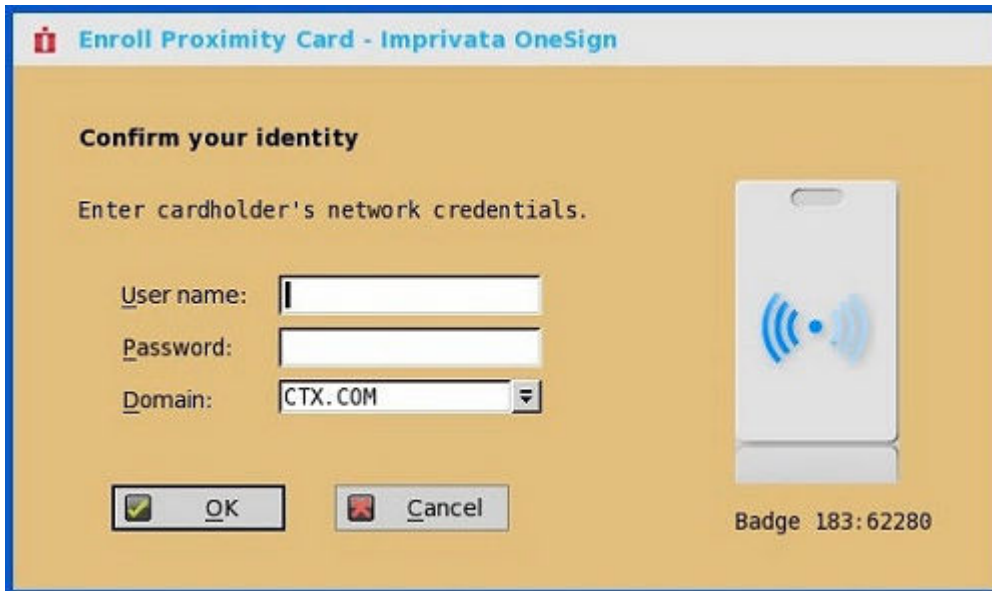 Enroll Proximity Card - Imprivata OneSign
Confirm your identity
Enter cardholder's network credentials.
User name:
Password:
Domain: CTX.COM
OK Cancel
Badge 183:62280